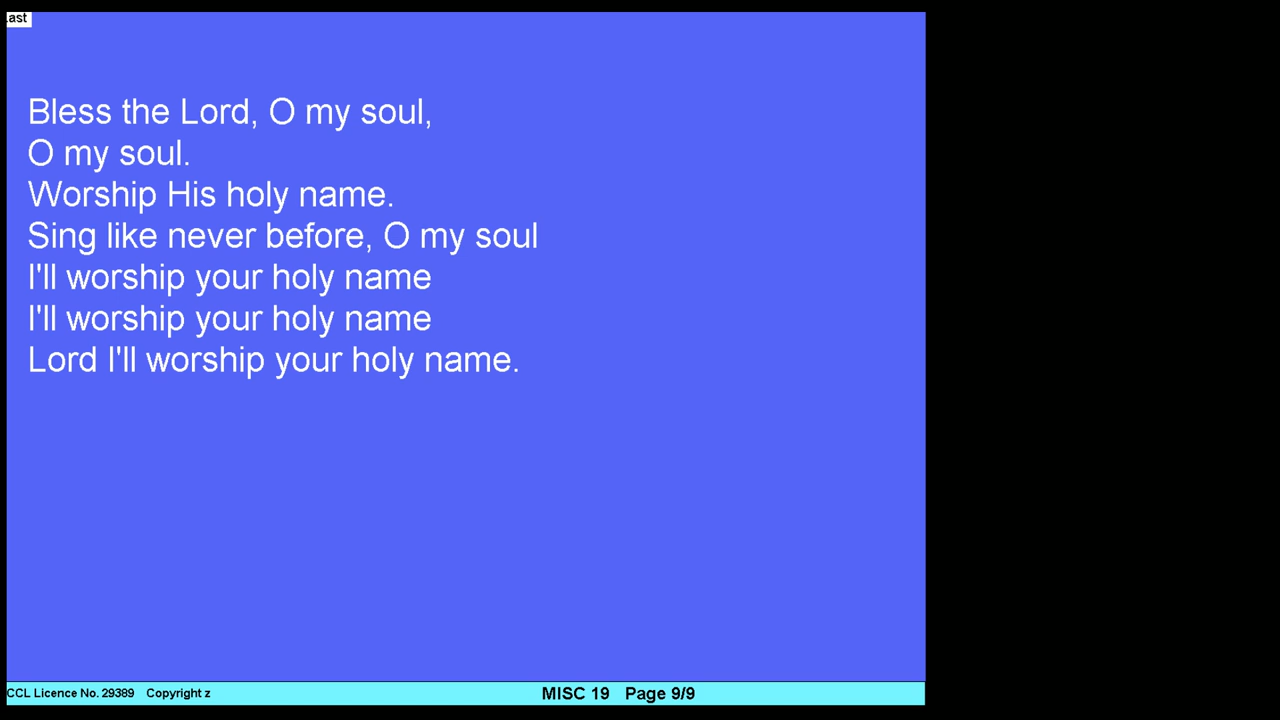 .ast
Bless the Lord, O my soul,
O my soul.
Worship His holy name.
Sing like never before, O my soul
I'll worship your holy name
I'll worship your holy name
Lord I'll worship your holy name.
CCL Licence No. 29389 Copyright z
MISC 19 Page 9/9